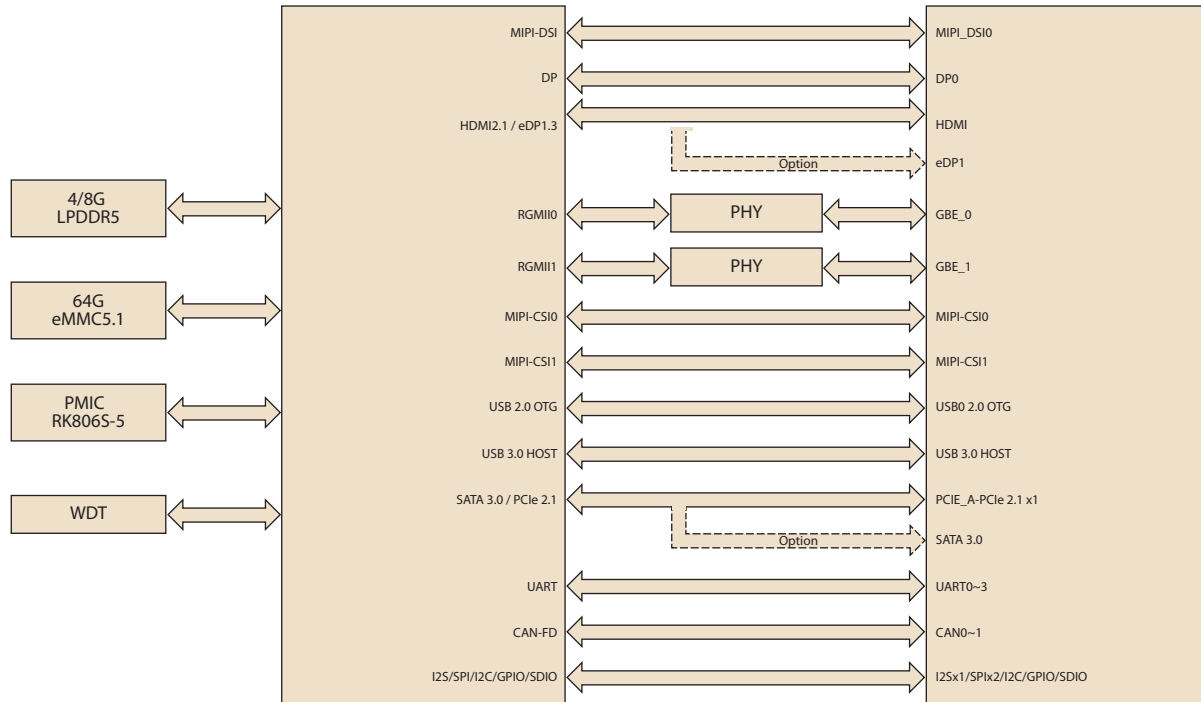 4/8G
LPDDR5
64G
eMMC5.1
PMIC
RK806S-5
WDT
MIPI-DSI
MIPI_DSI0
DP
DP0
HDMI2.1 / eDP1.3
HDMI
Option
eDP1
RGMII0
PHY
GBE_0
RGMII1
PHY
GBE_1
MIPI-CSI0
MIPI-CSI0
MIPI-CSI1
MIPI-CSI1
USB 2.0 OTG
USB0 2.0 OTG
USB 3.0 HOST
USB 3.0 HOST
SATA 3.0 / PCIe 2.1
PCIE_A-PCIe 2.1 x1
Option
SATA 3.0
UART
UART0~3
CAN-FD
CAN0~1
I2S/SPI/I2C/GPIO/SDIO
I2Sx1/SPIx2/I2C/GPIO/SDIO